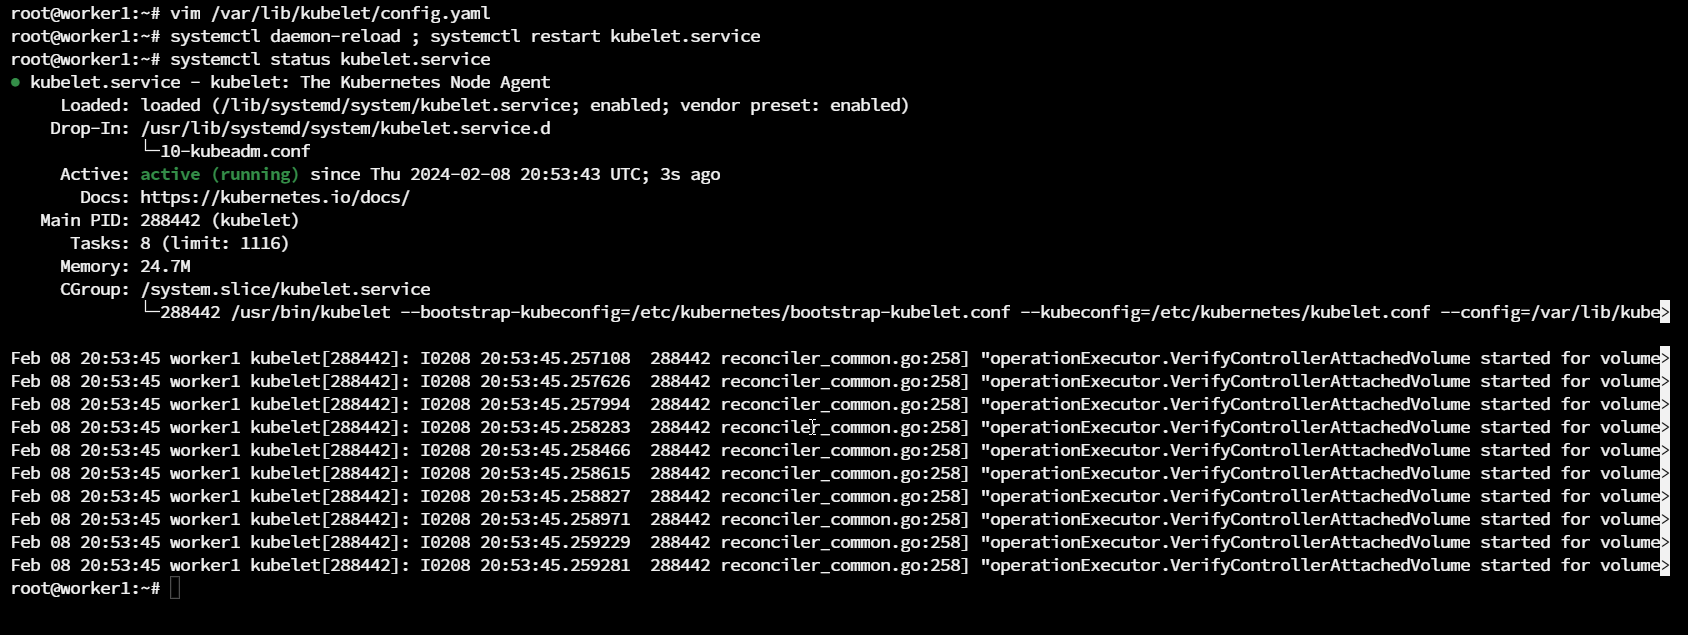 root@worker1:~# vim /var/lib/kubelet/config.yaml
root@worker1:~# systemctl daemon-reload ; systemctl restart kubelet.service
root@worker1:~# systemctl status kubelet.service
● kubelet.service - kubelet: The Kubernetes Node Agent
     Loaded: loaded (/lib/systemd/system/kubelet.service; enabled; vendor preset: enabled)
    Drop-In: /usr/lib/systemd/system/kubelet.service.d
             └─10-kubeadm.conf
     Active: active (running) since Thu 2024-02-08 20:53:43 UTC; 3s ago
       Docs: https://kubernetes.io/docs/
   Main PID: 288442 (kubelet)
      Tasks: 8 (limit: 1116)
     Memory: 24.7M
     CGroup: /system.slice/kubelet.service
             └─288442 /usr/bin/kubelet --bootstrap-kubeconfig=/etc/kubernetes/bootstrap-kubelet.conf --kubeconfig=/etc/kubernetes/kubelet.conf --config=/var/lib/kube>

Feb 08 20:53:45 worker1 kubelet[288442]: I0208 20:53:45.257108  288442 reconciler_common.go:258] "operationExecutor.VerifyControllerAttachedVolume started for volume>
Feb 08 20:53:45 worker1 kubelet[288442]: I0208 20:53:45.257626  288442 reconciler_common.go:258] "operationExecutor.VerifyControllerAttachedVolume started for volume>
Feb 08 20:53:45 worker1 kubelet[288442]: I0208 20:53:45.257994  288442 reconciler_common.go:258] "operationExecutor.VerifyControllerAttachedVolume started for volume>
Feb 08 20:53:45 worker1 kubelet[288442]: I0208 20:53:45.258283  288442 reconciler_common.go:258] "operationExecutor.VerifyControllerAttachedVolume started for volume>
Feb 08 20:53:45 worker1 kubelet[288442]: I0208 20:53:45.258466  288442 reconciler_common.go:258] "operationExecutor.VerifyControllerAttachedVolume started for volume>
Feb 08 20:53:45 worker1 kubelet[288442]: I0208 20:53:45.258615  288442 reconciler_common.go:258] "operationExecutor.VerifyControllerAttachedVolume started for volume>
Feb 08 20:53:45 worker1 kubelet[288442]: I0208 20:53:45.258827  288442 reconciler_common.go:258] "operationExecutor.VerifyControllerAttachedVolume started for volume>
Feb 08 20:53:45 worker1 kubelet[288442]: I0208 20:53:45.258971  288442 reconciler_common.go:258] "operationExecutor.VerifyControllerAttachedVolume started for volume>
Feb 08 20:53:45 worker1 kubelet[288442]: I0208 20:53:45.259229  288442 reconciler_common.go:258] "operationExecutor.VerifyControllerAttachedVolume started for volume>
Feb 08 20:53:45 worker1 kubelet[288442]: I0208 20:53:45.259281  288442 reconciler_common.go:258] "operationExecutor.VerifyControllerAttachedVolume started for volume>
root@worker1:~#